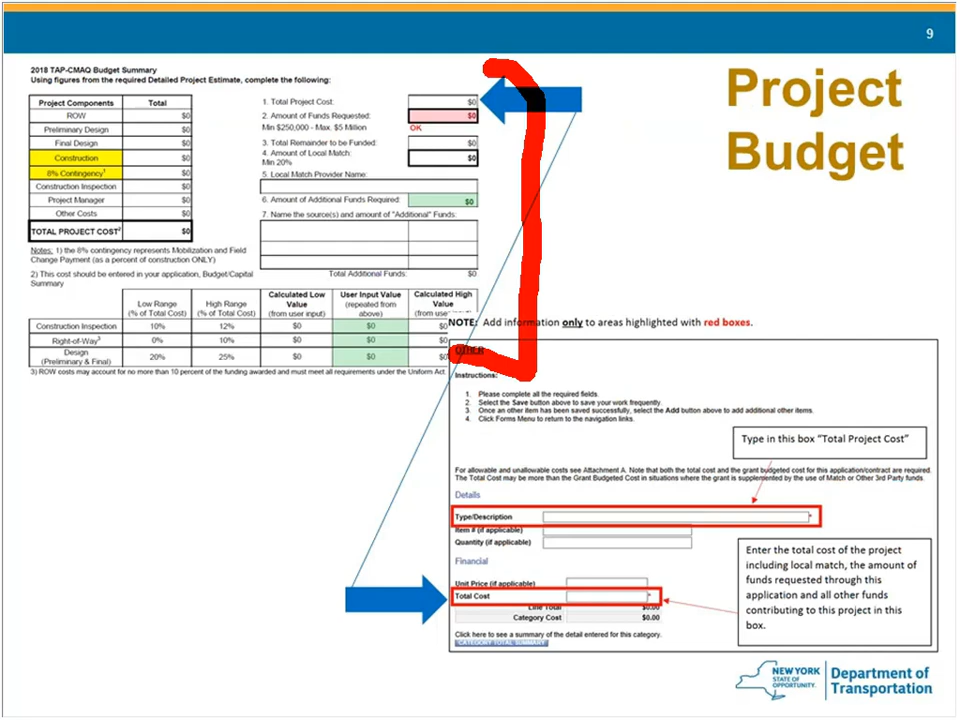 9
Project
Budget
2018 TAP-CMAQ Budget Summary
Using figures from the required Detailed Project Estimate, complete the following:
Project Components Total
ROW $0
Preliminary Design $0
Final Design $0
Construction $0
8% Contingency1 $0
Construction Inspection $0
Project Manager $0
Other Costs $0
TOTAL PROJECT COST2 $0
Notes: 1) the 8% contingency represents Mobilization and Field
Change Payment (as a percent of construction ONLY)
2) This cost should be entered in your application, Budget/Capital
Summary
1. Total Project Cost: $0
2. Amount of Funds Requested: $0
Min $250,000 - Max. $5 Million OK
3. Total Remainder to be Funded: $0
4. Amount of Local Match: $0
Min 20%
5. Local Match Provider Name:
6. Amount of Additional Funds Required: $0
7. Name the source(s) and amount of "Additional" Funds:
Total Additional Funds: $0
Low Range (% of Total Cost) High Range (% of Total Cost) Calculated Low Value (from user input) User Input Value (repeated from above) Calculated High Value
Construction Inspection 10% 12% $0 $0 $0
Right-of-Way3 0% 10% $0 $0 $0
Design (Preliminary & Final) 20% 25% $0 $0 $0
3) ROW costs may account for no more than 10 percent of the funding awarded and must meet all requirements under the Uniform Act.
NOTE: Add information only to areas highlighted with red boxes.
OTHER
Instructions:
1. Please complete all the required fields.
2. Select the Save button above to save your work frequently.
3. Once an other item has been saved successfully, select the Add button above to add additional other items.
4. Click Forms Menu to return to the navigation links.
Type in this box "Total Project Cost"
For allowable and unallowable costs see Attachment A. Note that both the total cost and the grant budgeted cost for this application/contract are required.
The Total Cost may be more than the Grant Budgeted Cost in situations where the grant is supplemented by the use of Match or Other 3rd Party funds.
Details
Type/Description *
Item # (if applicable)
Quantity (if applicable)
Financial
Unit Price (if applicable)
Total Cost *
Line Total $0.00
Category Cost $0.00
Click here to see a summary of the detail entered for this category.
CATEGORY TOTAL SUMMARY
Enter the total cost of the project
including local match, the amount of
funds requested through this
application and all other funds
contributing to this project in this
box.
NEW YORK
STATE OF
OPPORTUNITY.
Department of
Transportation